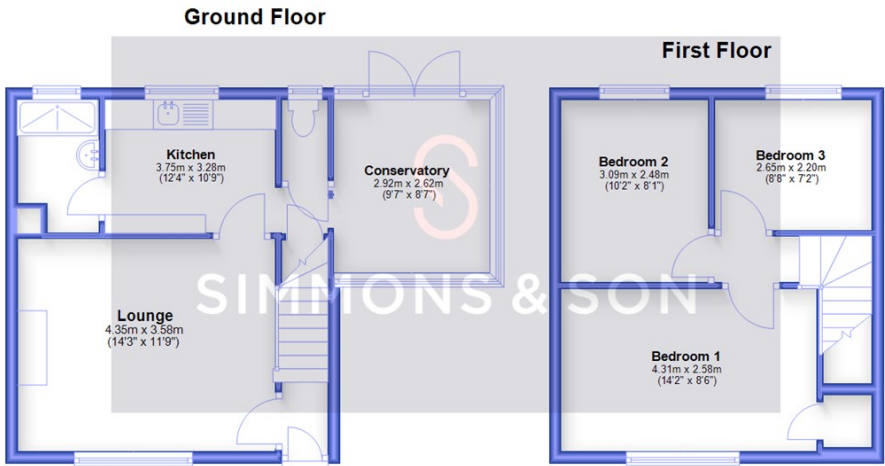 Ground Floor
First Floor
Kitchen
3.75m x 3.28m
(12'4" x 10'9")
Conservatory
2.92m x 2.62m
(9'7" x 8'7")
Bedroom 2
3.09m x 2.48m
(10'2" x 8'1")
Bedroom 3
2.65m x 2.20m
(8'8" x 7'2")
SIMMONS & SON
Lounge
4.35m x 3.58m
(14'3" x 11'9")
Bedroom 1
4.31m x 2.58m
(14'2" x 8'6")